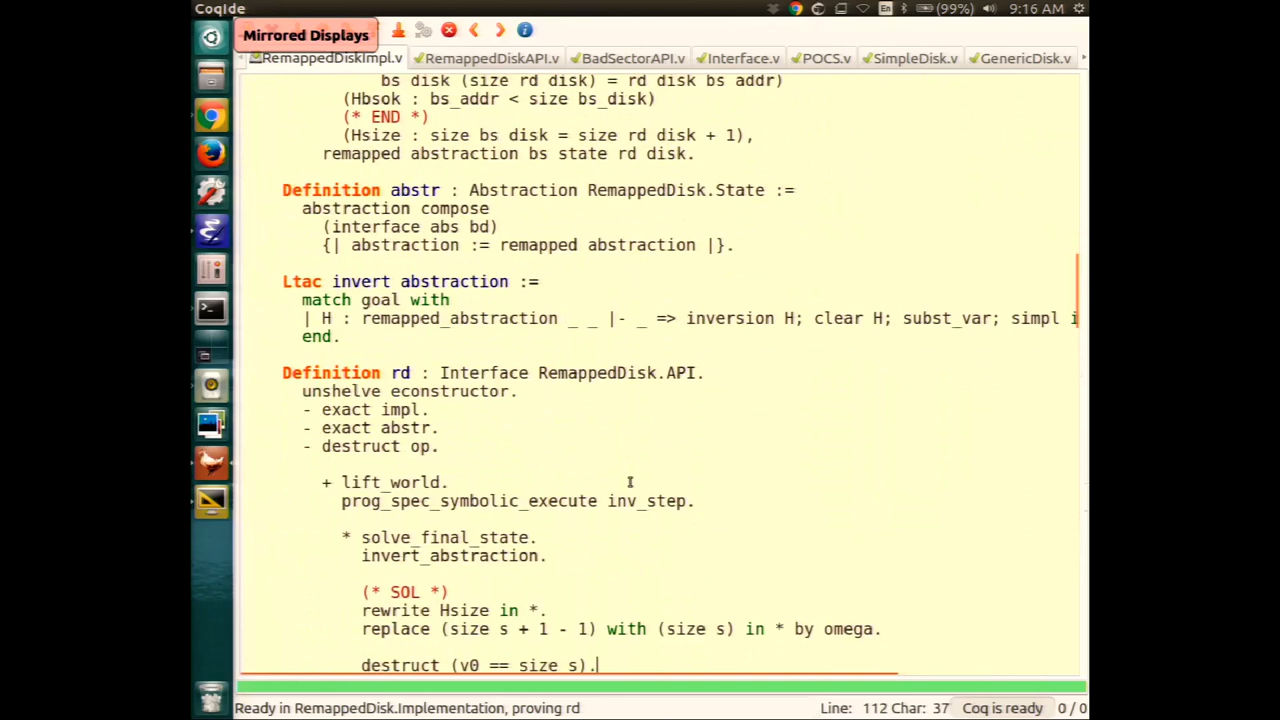 CoqIde
En
(99%)
9:16 AM
Mirrored Displays
RemappedDiskImpl.v
RemappedDiskAPI.v
BadSectorAPI.v
Interface.v
POCS.v
SimpleDisk.v
GenericDisk.v
bs disk (size rd disk) = rd disk bs addr)
(Hbsok : bs_addr < size bs_disk)
(* END *)
(Hsize : size bs disk = size rd disk + 1),
remapped abstraction bs state rd disk.
Definition abstr : Abstraction RemappedDisk.State :=
abstraction compose
(interface abs bd)
{| abstraction := remapped abstraction |}.
Ltac invert abstraction :=
match goal with
| H : remapped_abstraction _ _ |- _ => inversion H; clear H; subst_var; simpl i
end.
Definition rd : Interface RemappedDisk.API.
unshelve econstructor.
- exact impl.
- exact abstr.
- destruct op.
+ lift_world.
prog_spec_symbolic_execute inv_step.
* solve_final_state.
invert_abstraction.
(* SOL *)
rewrite Hsize in *.
replace (size s + 1 - 1) with (size s) in * by omega.
destruct (v0 == size s).
Ready in RemappedDisk.Implementation, proving rd
Line: 112 Char: 37
Coq is ready
0 / 0